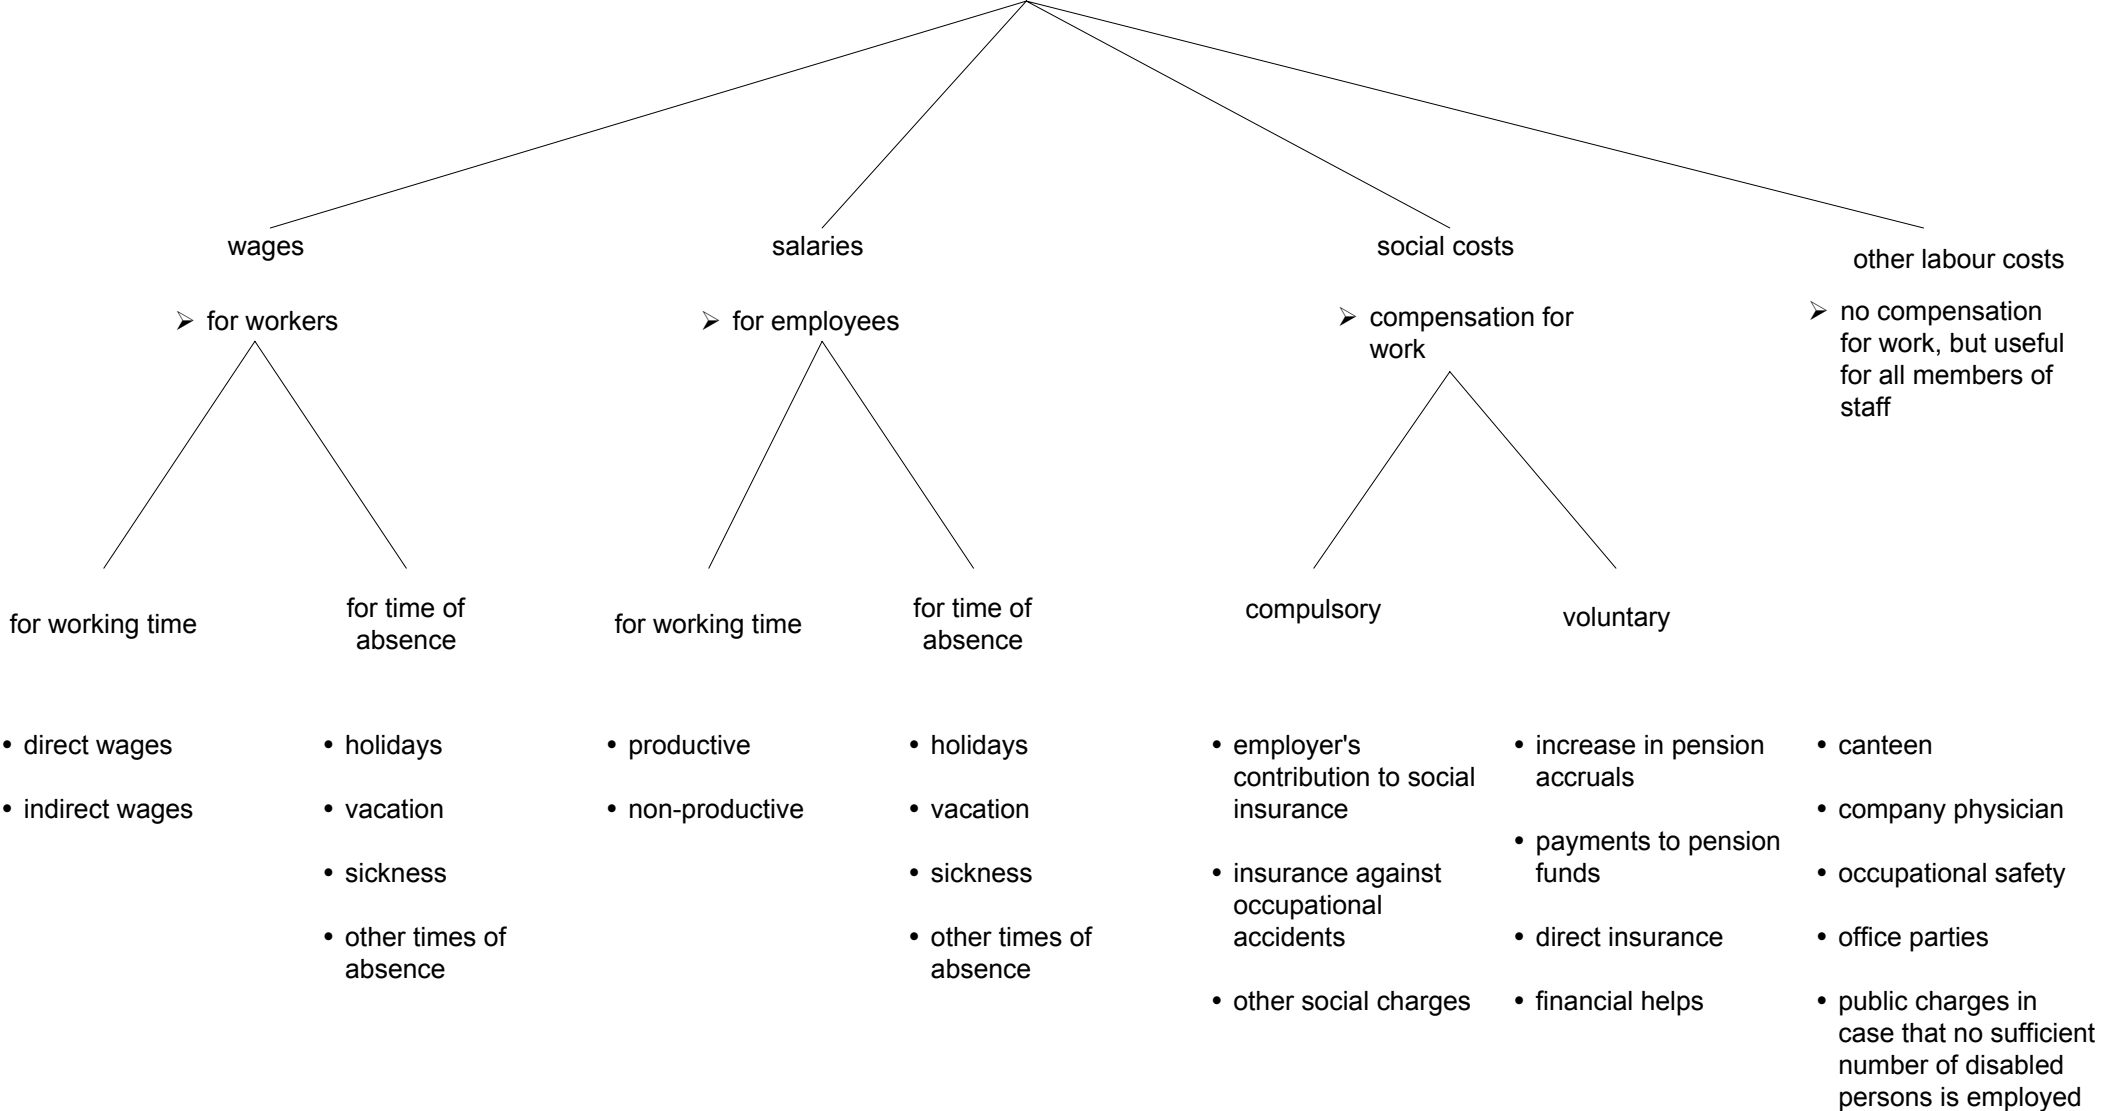 wages
salaries
social costs
other labour costs
➢ for workers
➢ for employees
➢ compensation for
work
➢ no compensation
for work, but useful
for all members of
staff
for working time
for time of
absence
for working time
for time of
absence
compulsory
voluntary
• direct wages
• indirect wages
• holidays
• vacation
• sickness
• other times of
absence
• productive
• non-productive
• holidays
• vacation
• sickness
• other times of
absence
• employer's
contribution to social
insurance
• insurance against
occupational
accidents
• other social charges
• increase in pension
accruals
• payments to pension
funds
• direct insurance
• financial helps
• canteen
• company physician
• occupational safety
• office parties
• public charges in
case that no sufficient
number of disabled
persons is employed